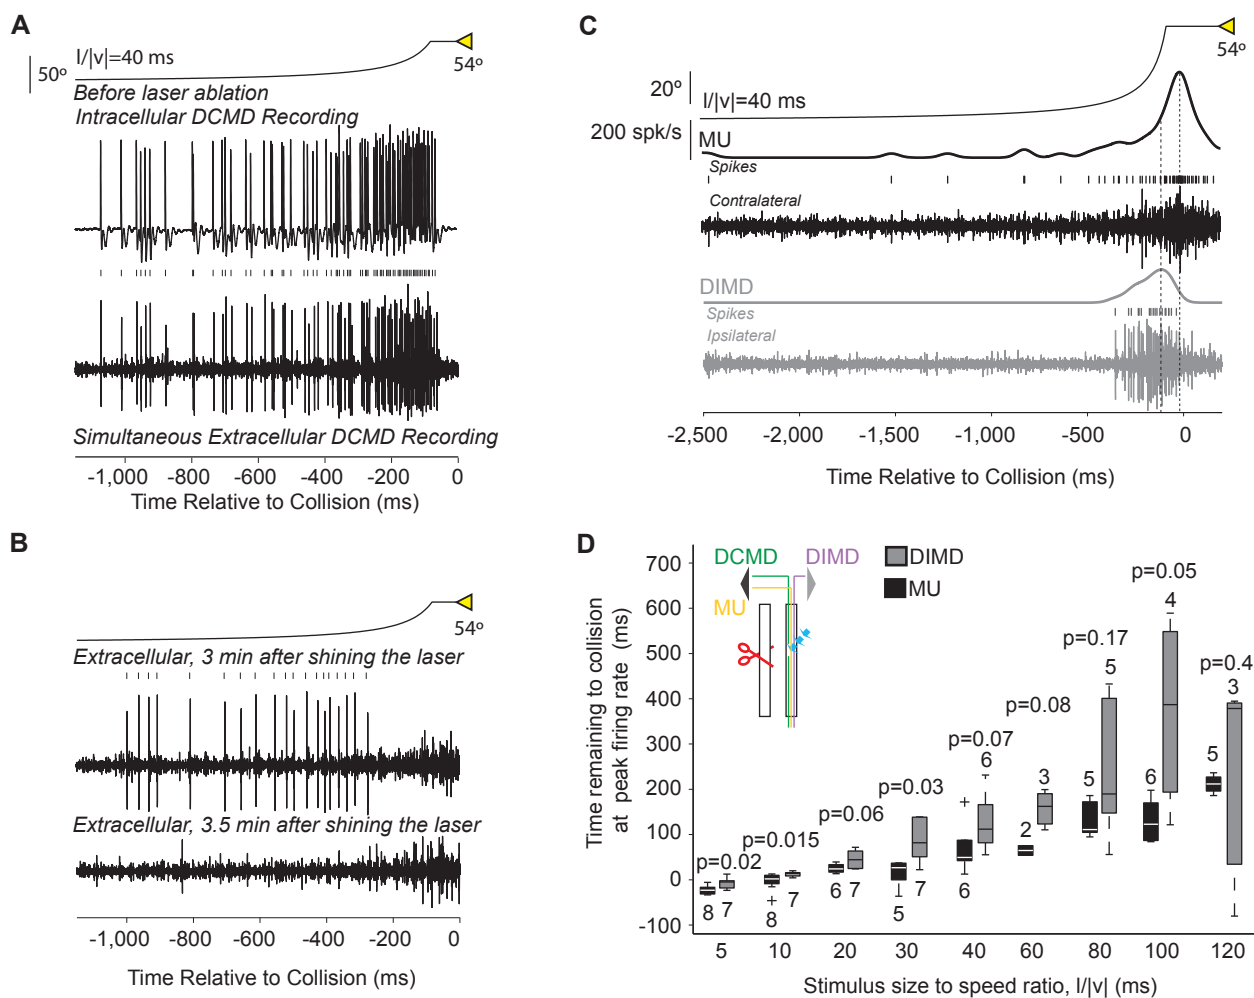 A
l/|v|=40 ms
50º
54º
Before laser ablation
Intracellular DCMD Recording
Simultaneous Extracellular DCMD Recording
-1,000 -800 -600 -400 -200 0
Time Relative to Collision (ms)
B
54º
Extracellular, 3 min after shining the laser
Extracellular, 3.5 min after shining the laser
-1,000 -800 -600 -400 -200 0
Time Relative to Collision (ms)
C
54º
20º
l/|v|=40 ms
200 spk/s
MU
Spikes
Contralateral
DIMD
Spikes
Ipsilateral
-2,500 -2,000 -1,500 -1,000 -500 0
Time Relative to Collision (ms)
D
Time remaining to collision
at peak firing rate (ms)
700
600
500
400
300
200
100
0
-100
DCMD DIMD
MU
DIMD
MU
p=0.02
8 7
p=0.015
8 7
p=0.06
6 7
p=0.03
5 7
p=0.07
6
6
p=0.08
2 3
p=0.17
5
5
p=0.05
4
6
p=0.4
3
5
5 10 20 30 40 60 80 100 120
Stimulus size to speed ratio, l/|v| (ms)